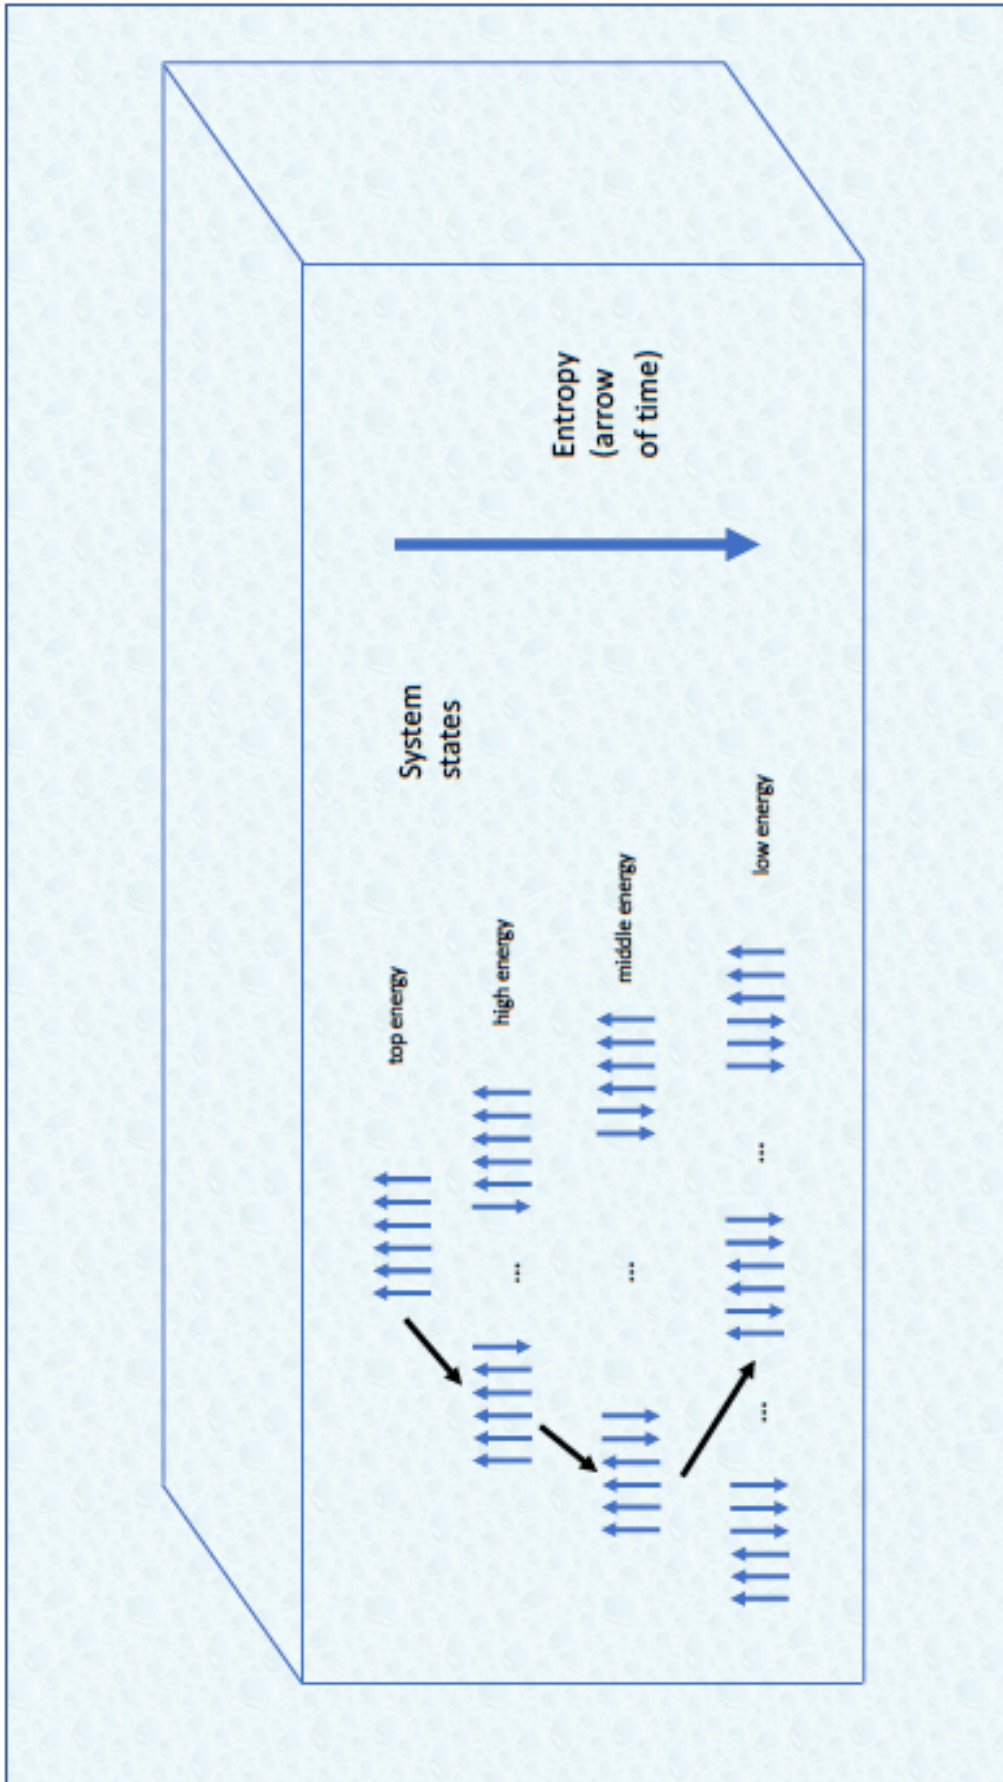 System
states
Entropy
(arrow
of time)
top energy
high energy
...
middle energy
...
low energy
...
...